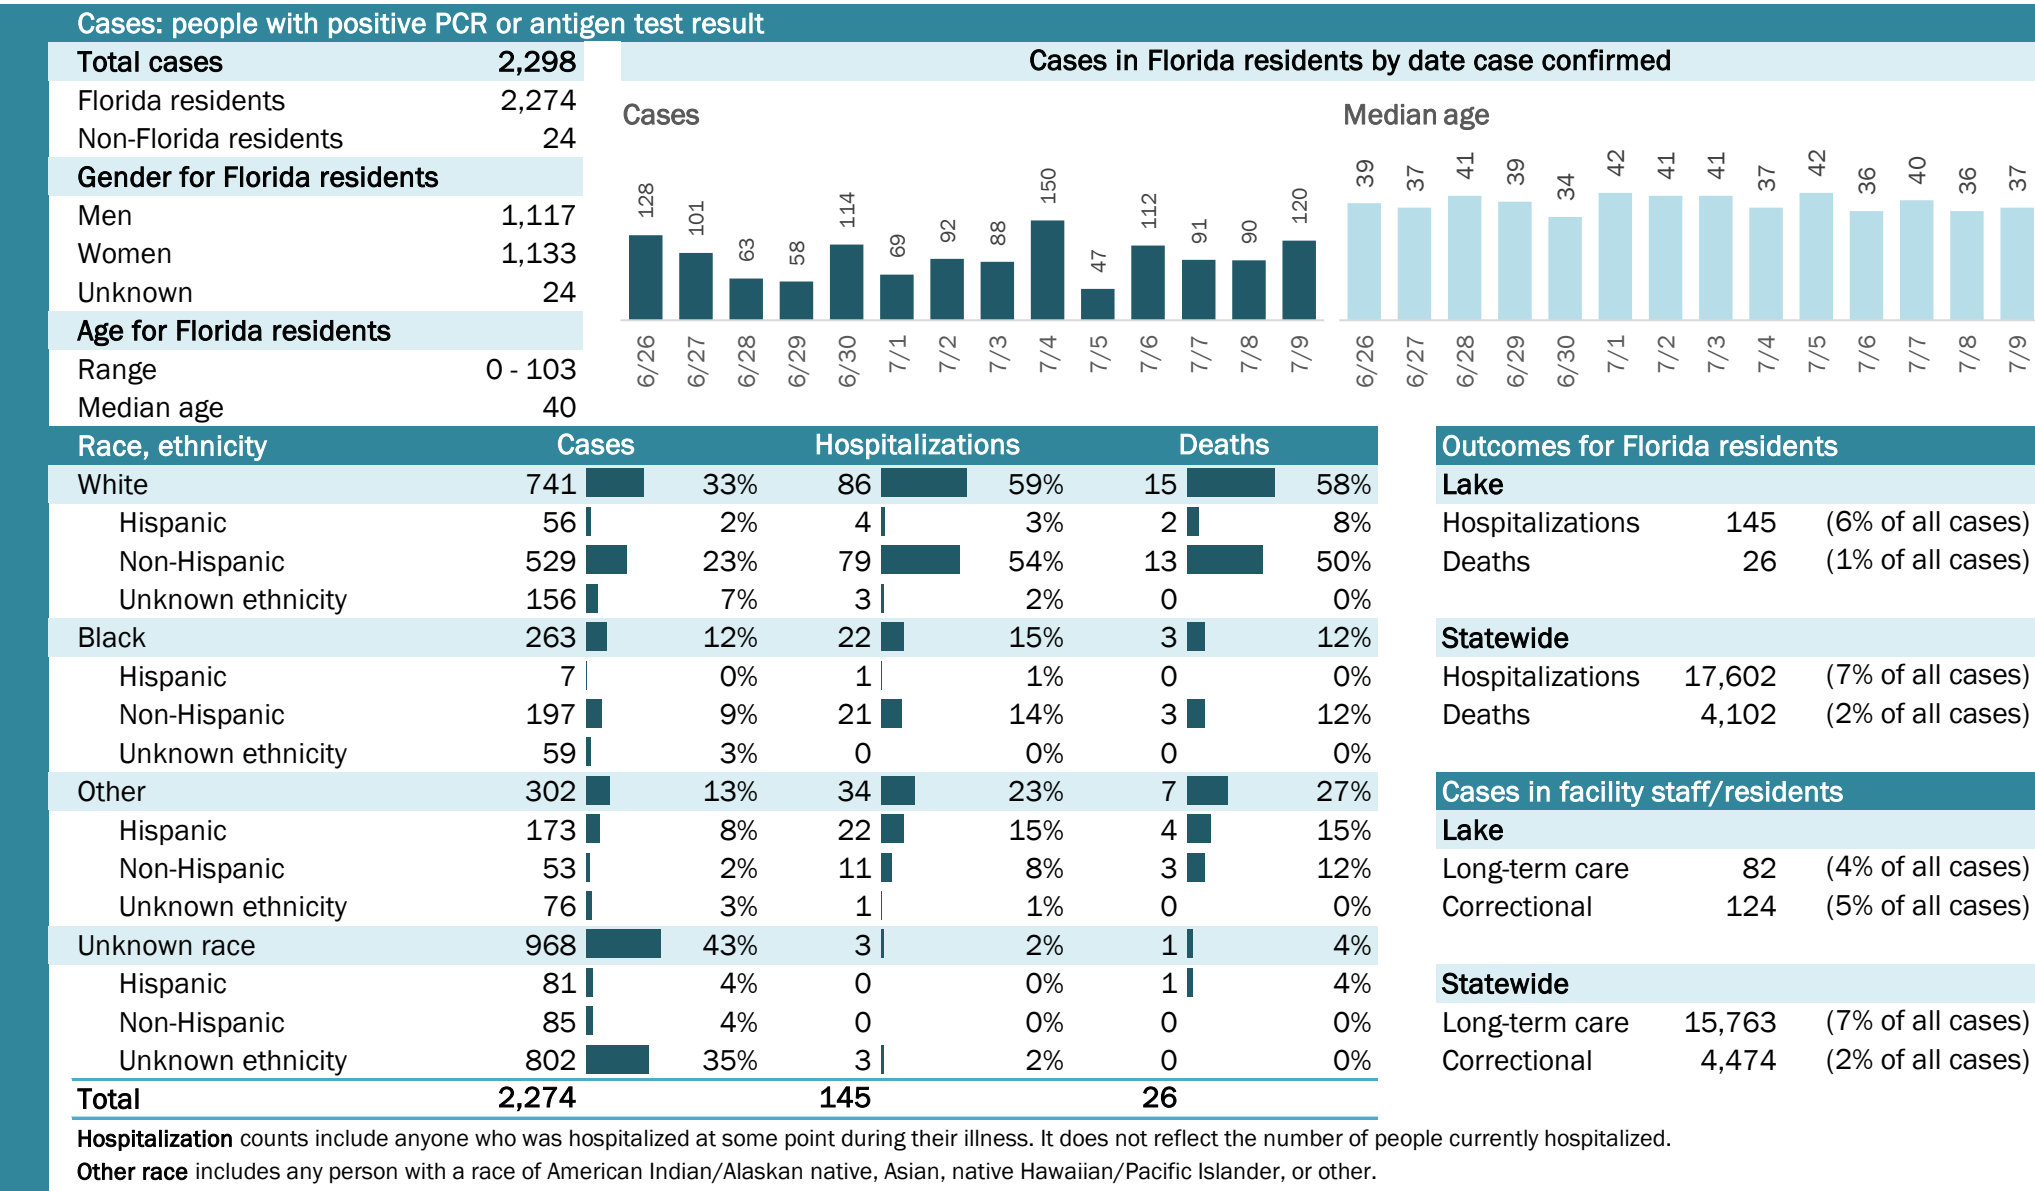 Cases: people with positive PCR or antigen test result
Total cases 2,298
Florida residents 2,274
Non-Florida residents 24
Gender for Florida residents
Men 1,117
Women 1,133
Unknown 24
Age for Florida residents
Range 0 - 103
Median age 40
Cases in Florida residents by date case confirmed
Cases
128 101 63 58 114 69 92 88 150 47 112 91 90 120
6/26 6/27 6/28 6/29 6/30 7/1 7/2 7/3 7/4 7/5 7/6 7/7 7/8 7/9
Median age
39 37 41 39 34 42 41 41 37 42 36 40 36 37
6/26 6/27 6/28 6/29 6/30 7/1 7/2 7/3 7/4 7/5 7/6 7/7 7/8 7/9
Race, ethnicity Cases Hospitalizations Deaths
White 741 33% 86 59% 15 58%
Hispanic 56 2% 4 3% 2 8%
Non-Hispanic 529 23% 79 54% 13 50%
Unknown ethnicity 156 7% 3 2% 0 0%
Black 263 12% 22 15% 3 12%
Hispanic 7 0% 1 1% 0 0%
Non-Hispanic 197 9% 21 14% 3 12%
Unknown ethnicity 59 3% 0 0% 0 0%
Other 302 13% 34 23% 7 27%
Hispanic 173 8% 22 15% 4 15%
Non-Hispanic 53 2% 11 8% 3 12%
Unknown ethnicity 76 3% 1 1% 0 0%
Unknown race 968 43% 3 2% 1 4%
Hispanic 81 4% 0 0% 1 4%
Non-Hispanic 85 4% 0 0% 0 0%
Unknown ethnicity 802 35% 3 2% 0 0%
Total 2,274 145 26
Outcomes for Florida residents
Lake
Hospitalizations 145 (6% of all cases)
Deaths 26 (1% of all cases)
Statewide
Hospitalizations 17,602 (7% of all cases)
Deaths 4,102 (2% of all cases)
Cases in facility staff/residents
Lake
Long-term care 82 (4% of all cases)
Correctional 124 (5% of all cases)
Statewide
Long-term care 15,763 (7% of all cases)
Correctional 4,474 (2% of all cases)
Hospitalization counts include anyone who was hospitalized at some point during their illness. It does not reflect the number of people currently hospitalized.
Other race includes any person with a race of American Indian/Alaskan native, Asian, native Hawaiian/Pacific Islander, or other.